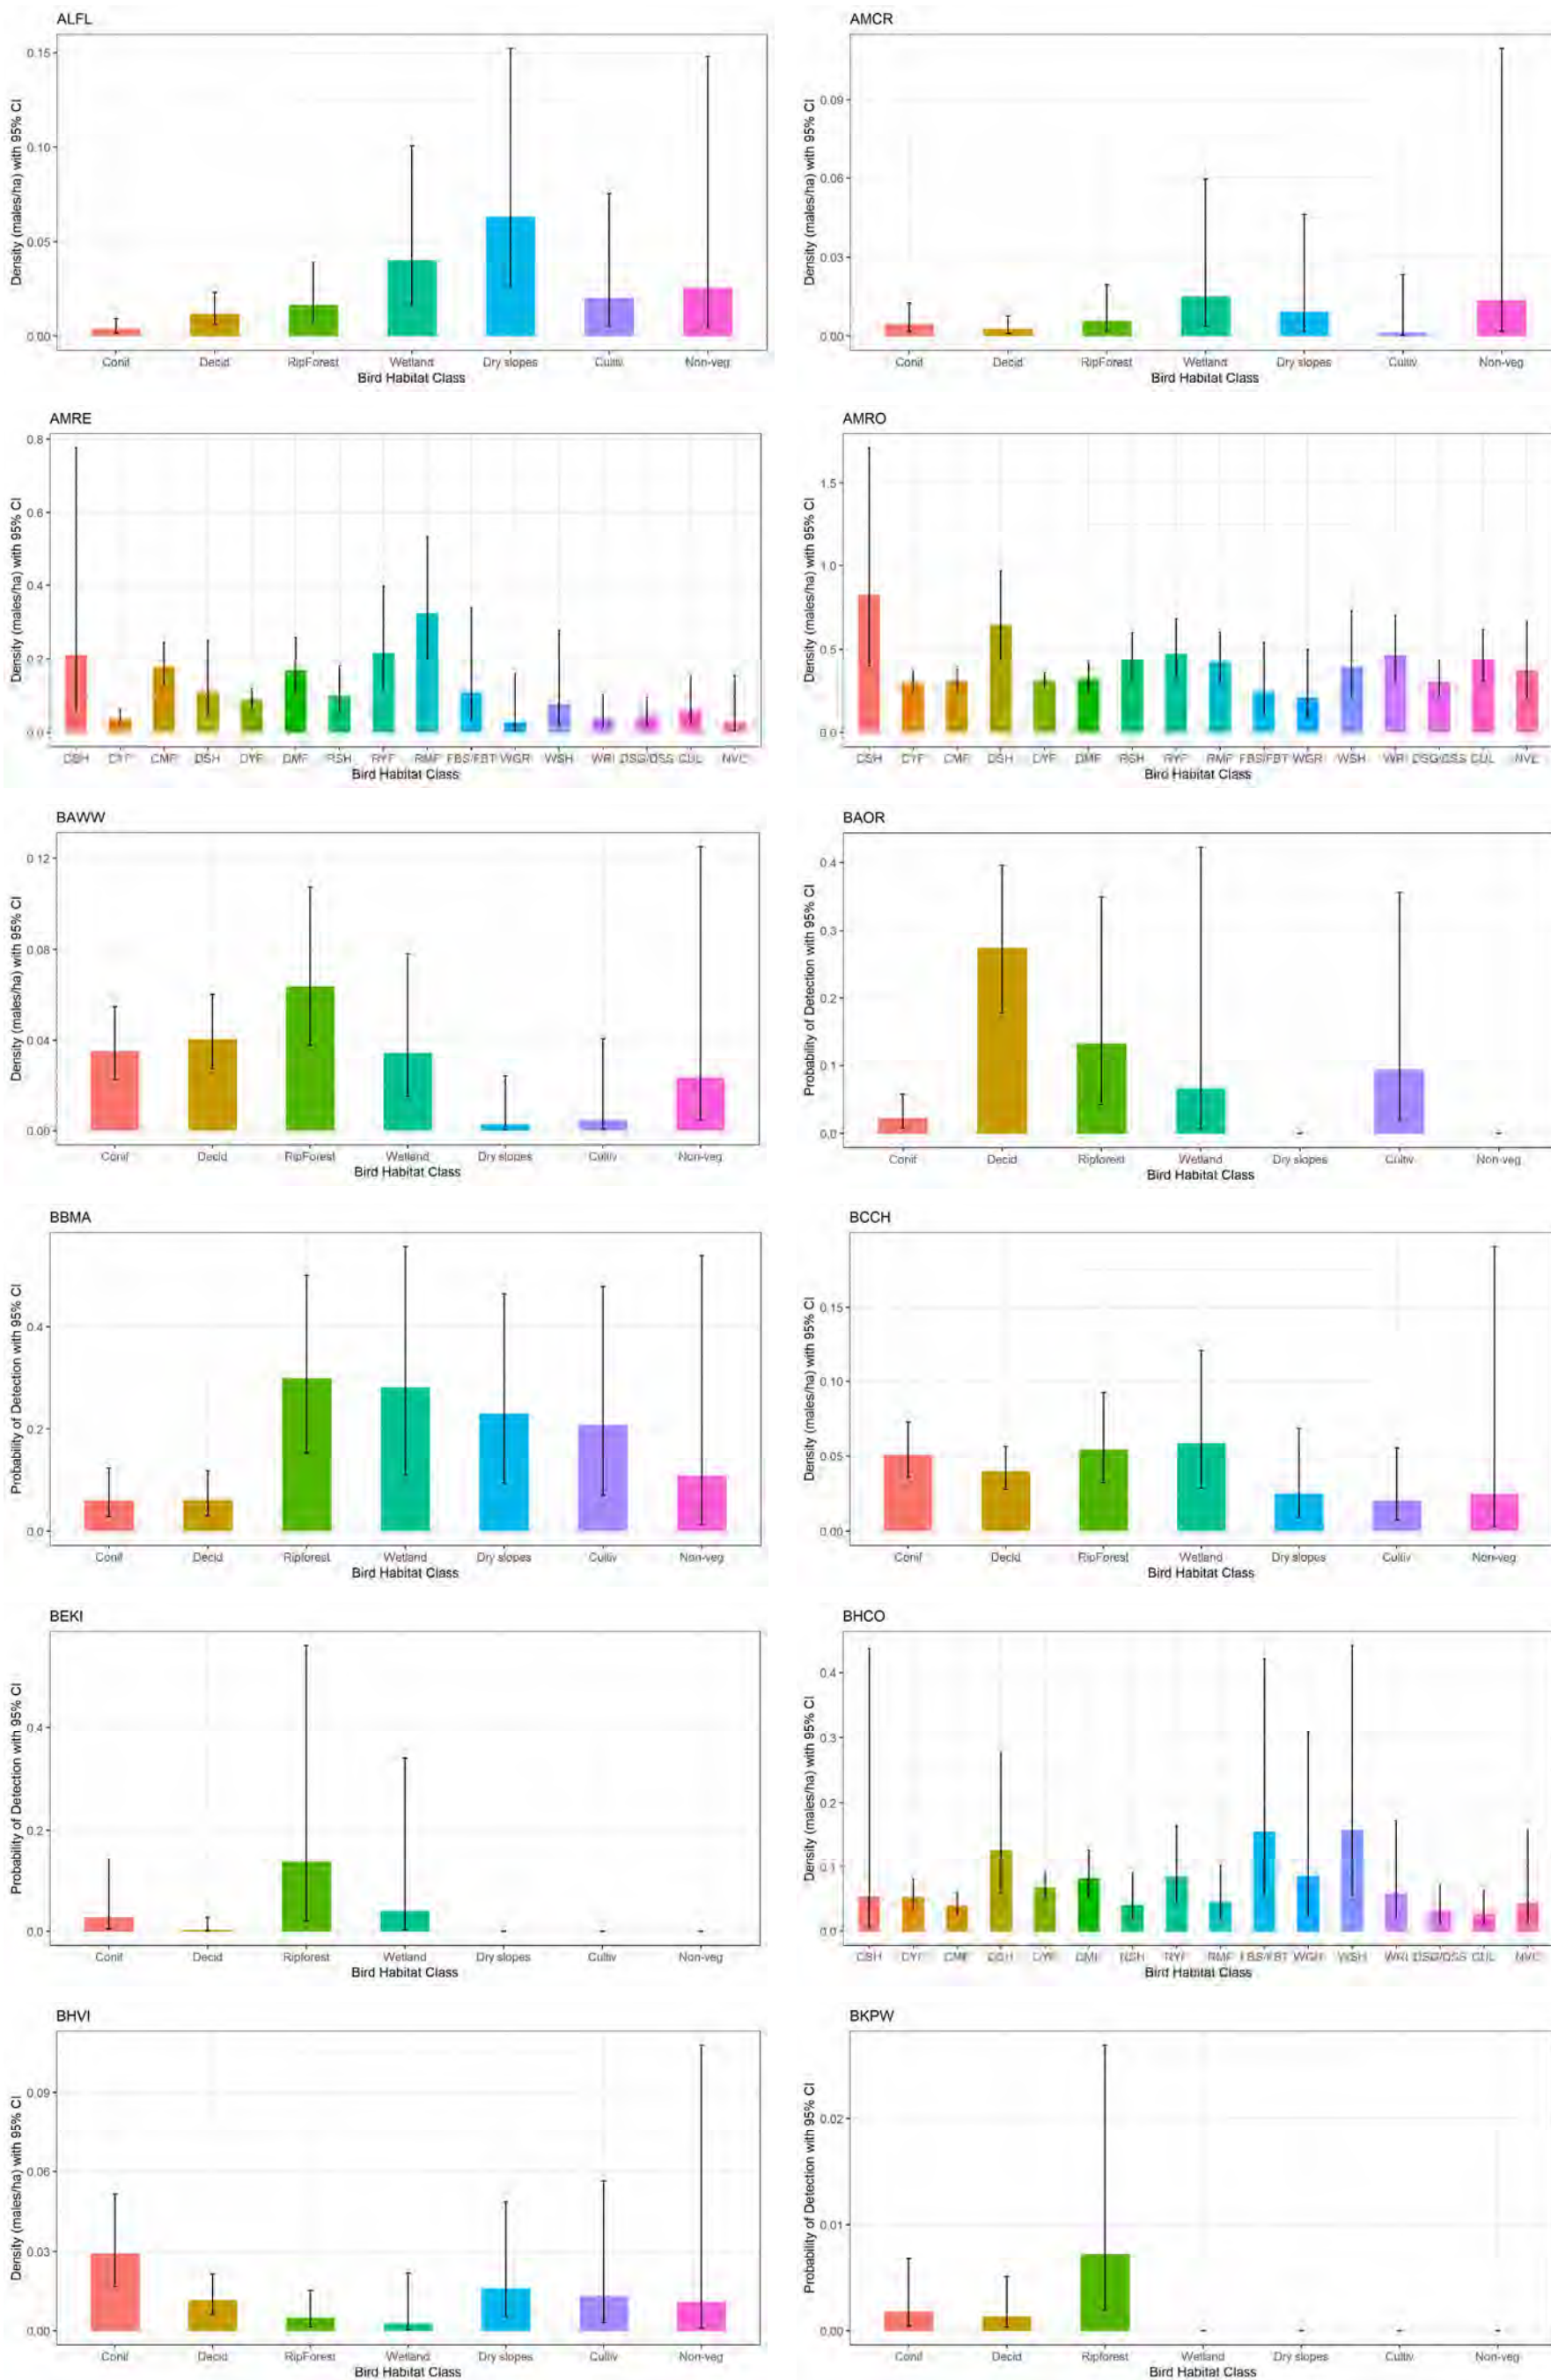 ALFL
Density (males/ha) with 95% CI
0.15
0.10
0.05
0.00
Conif Decid RipForest Wetland Dry slopes Cultiv Non-veg
Bird Habitat Class
AMCR
Density (males/ha) with 95% CI
0.09
0.06
0.03
0.00
Conif Decid RipForest Wetland Dry slopes Cultiv Non-veg
Bird Habitat Class
AMRE
Density (males/ha) with 95% CI
0.8
0.6
0.4
0.2
0.0
CSH CYF CMF DSH DYF DMF RSH RYF RMF FBS/FBT WGR WSH WRI DSG/DSS CUL NVE
Bird Habitat Class
AMRO
Density (males/ha) with 95% CI
1.5
1.0
0.5
0.0
CSH CYF CMF DSH DYF DMF RSH RYF RMF FBS/FBT WGR WSH WRI DSG/DSS CUL
Bird Habitat Class
BAWW
Density (males/ha) with 95% CI
0.12
0.08
0.04
0.00
Conif Decid RipForest Wetland Dry slopes Cultiv Non-veg
Bird Habitat Class
BAOR
Probability of Detection with 95% CI
0.4
0.3
0.2
0.1
0.0
Conif Decid Ripforest Wetland Dry slopes Cultiv Non-veg
Bird Habitat Class
BBMA
Probability of Detection with 95% CI
0.4
0.2
0.0
Conif Decid Ripforest Wetland Dry slopes Cultiv Non-veg
Bird Habitat Class
BCCH
Density (males/ha) with 95% CI
0.15
0.10
0.05
0.00
Conif Decid RipForest Wetland Dry slopes Cultiv Non-veg
Bird Habitat Class
BEKI
Probability of Detection with 95% CI
0.4
0.2
0.0
Conif Decid Ripforest Wetland Dry slopes Cultiv Non-veg
Bird Habitat Class
BHCO
Density (males/ha) with 95% CI
0.4
0.3
0.2
0.1
0.0
CSH CYF CMF DSH DYF DMF RSH RYF RMF FBS/FBT WGR WSH WRI DSG/DSS CUL
Bird Habitat Class
BHVI
Density (males/ha) with 95% CI
0.09
0.06
0.03
0.00
Conif Decid RipForest Wetland Dry slopes Cultiv Non-veg
Bird Habitat Class
BKPW
Probability of Detection with 95% CI
0.02
0.01
0.00
Conif Decid Ripforest Wetland Dry slopes Cultiv Non-veg
Bird Habitat Class